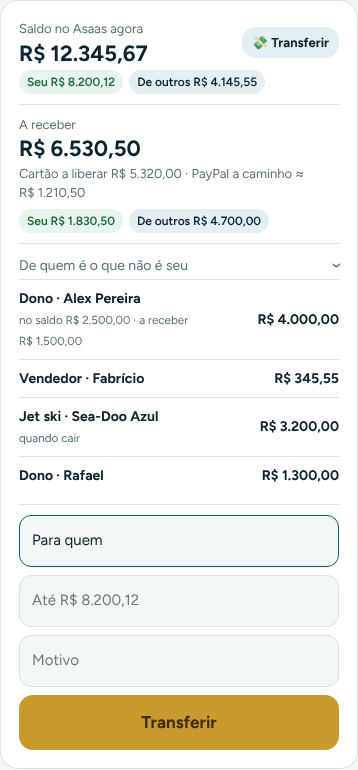 Saldo no Asaas agora
R$ 12.345,67
💸 Transferir
Seu R$ 8.200,12
De outros R$ 4.145,55
A receber
R$ 6.530,50
Cartão a liberar R$ 5.320,00 · PayPal a caminho ≈
R$ 1.210,50
Seu R$ 1.830,50
De outros R$ 4.700,00
De quem é o que não é seu
Dono · Alex Pereira
no saldo R$ 2.500,00 · a receber
R$ 1.500,00
R$ 4.000,00
Vendedor · Fabrício
R$ 345,55
Jet ski · Sea-Doo Azul
quando cair
R$ 3.200,00
Dono · Rafael
R$ 1.300,00
Para quem
Até R$ 8.200,12
Motivo
Transferir